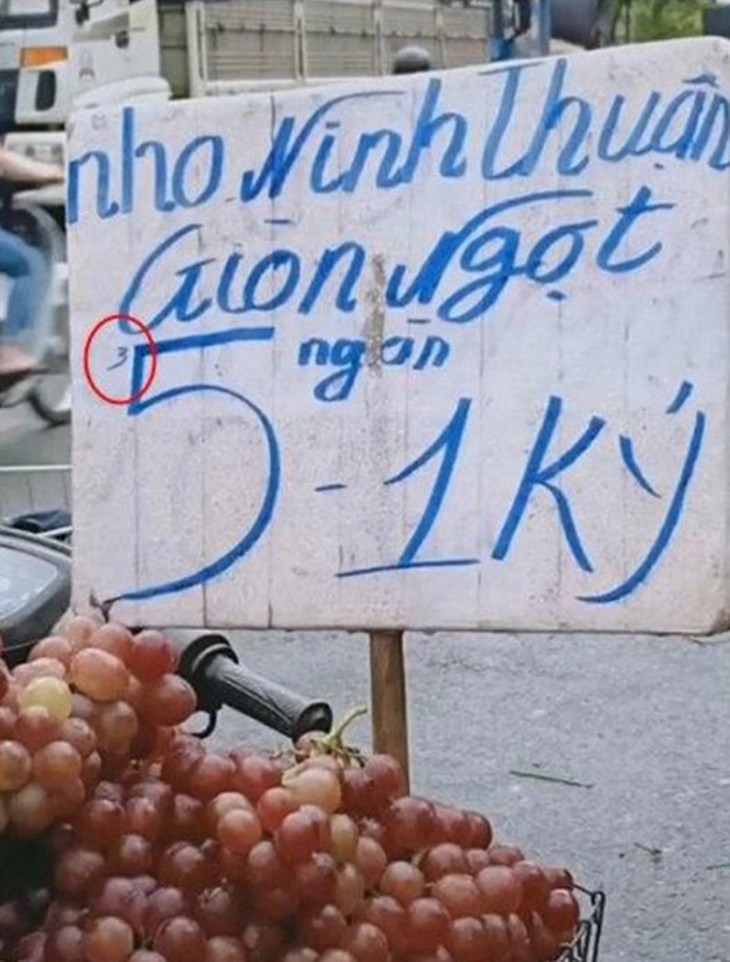 nho Ninh Thuận
Giòn Ngọt
35 ngàn
- 1 Ký